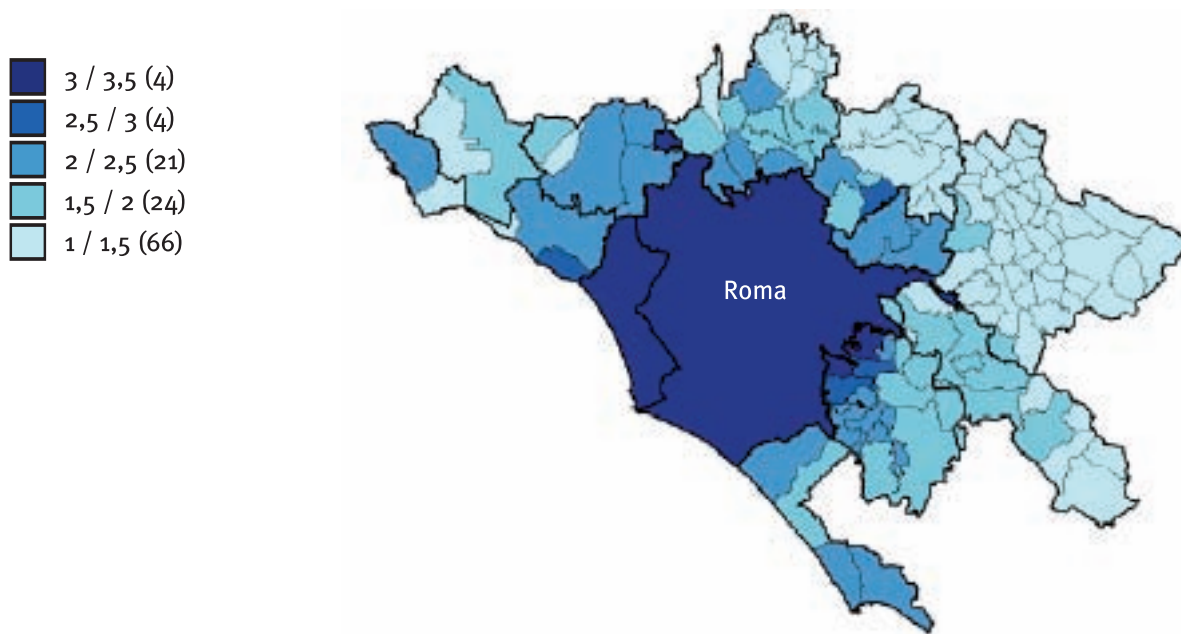 3 / 3,5 (4)
2,5 / 3 (4)
2 / 2,5 (21)
1,5 / 2 (24)
1 / 1,5 (66)
Roma